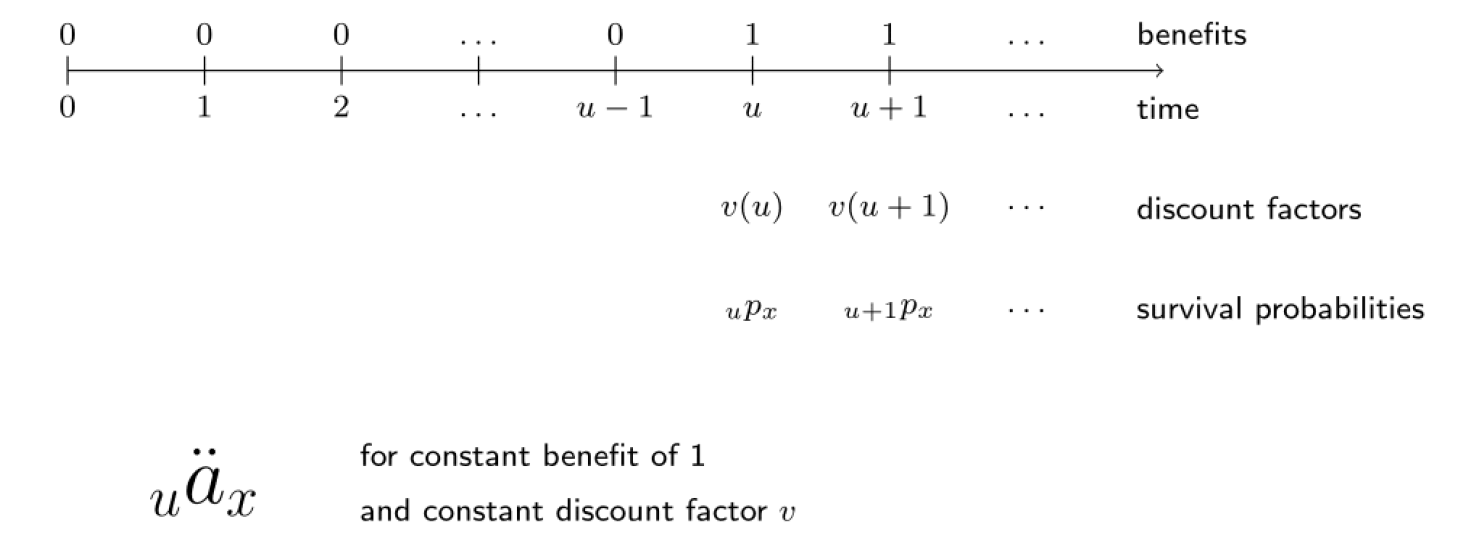 0 0 0 … 0 1 1 … benefits
0 1 2 … u − 1 u u + 1 … time
v(u) v(u + 1) ⋯ discount factors
ᵤpₓ ᵤ₊₁pₓ ⋯ survival probabilities
for constant benefit of 1
ᵤäₓ
and constant discount factor v